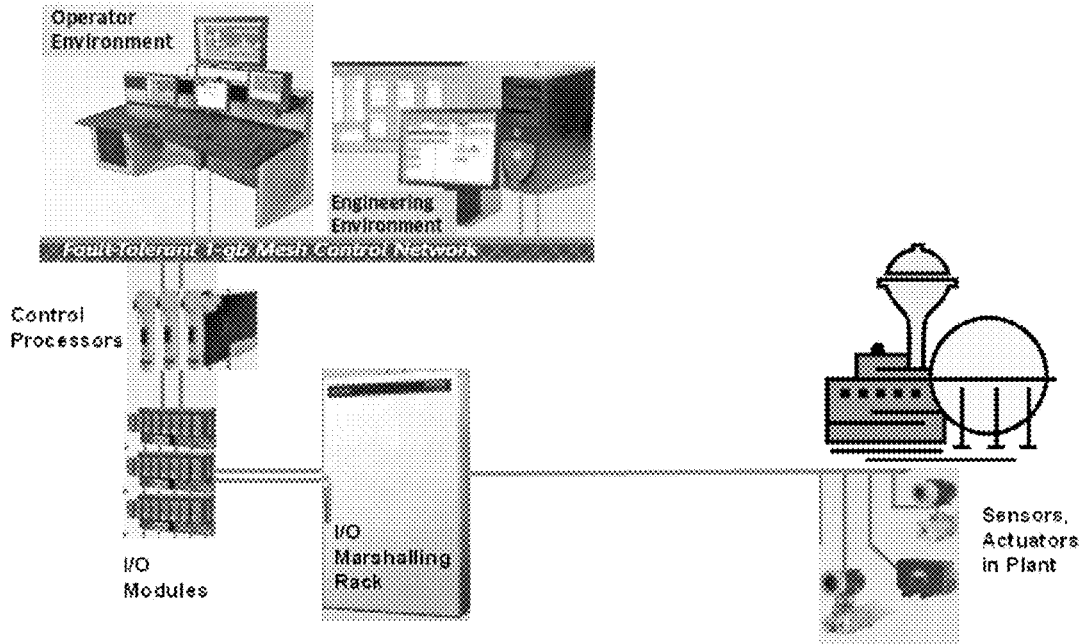 Operator
Environment
Engineering
Environment
Fault-Tolerant 1-gb Mesh Control Network
Control
Processors
I/O
Modules
I/O
Marshalling
Rack
Sensors,
Actuators
in Plant